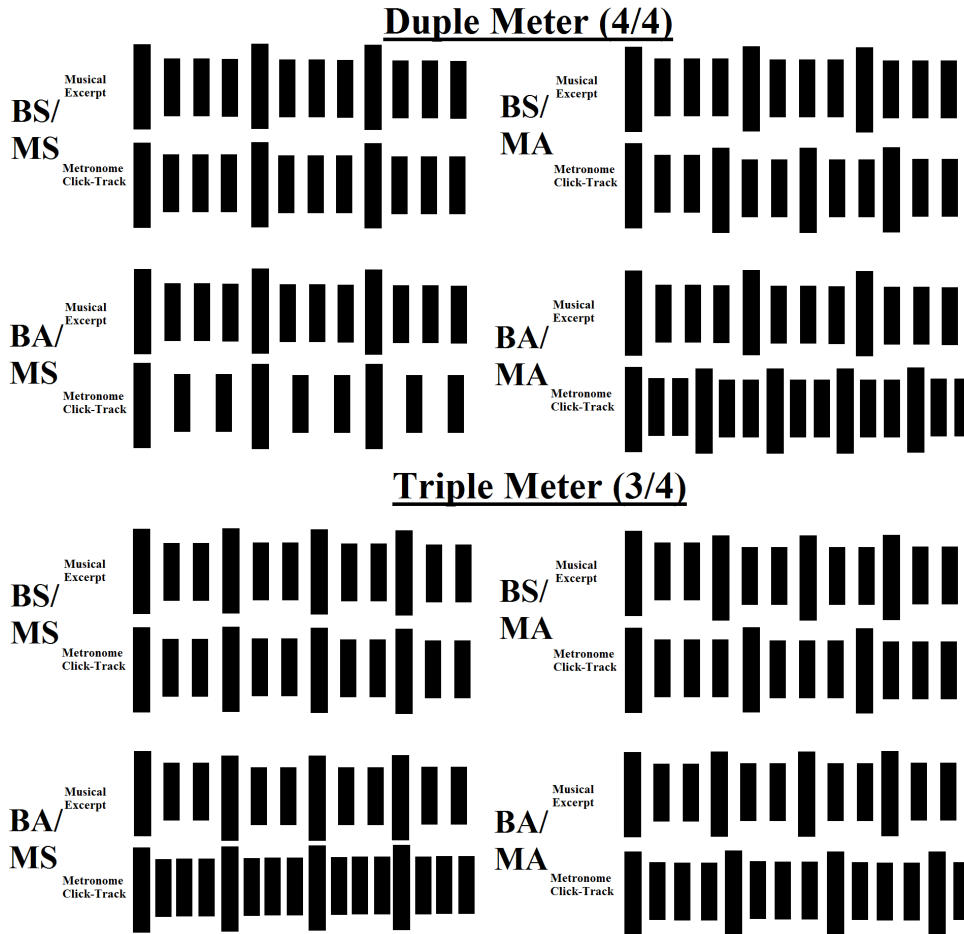 Duple Meter (4/4)
Musical
Excerpt
BS/
MS
Metronome
Click-Track
Musical
Excerpt
BS/
MA
Metronome
Click-Track
Musical
Excerpt
BA/
MS
Metronome
Click-Track
Musical
Excerpt
BA/
MA
Metronome
Click-Track
Triple Meter (3/4)
Musical
Excerpt
BS/
MS
Metronome
Click-Track
Musical
Excerpt
BS/
MA
Metronome
Click-Track
Musical
Excerpt
BA/
MS
Metronome
Click-Track
Musical
Excerpt
BA/
MA
Metronome
Click-Track